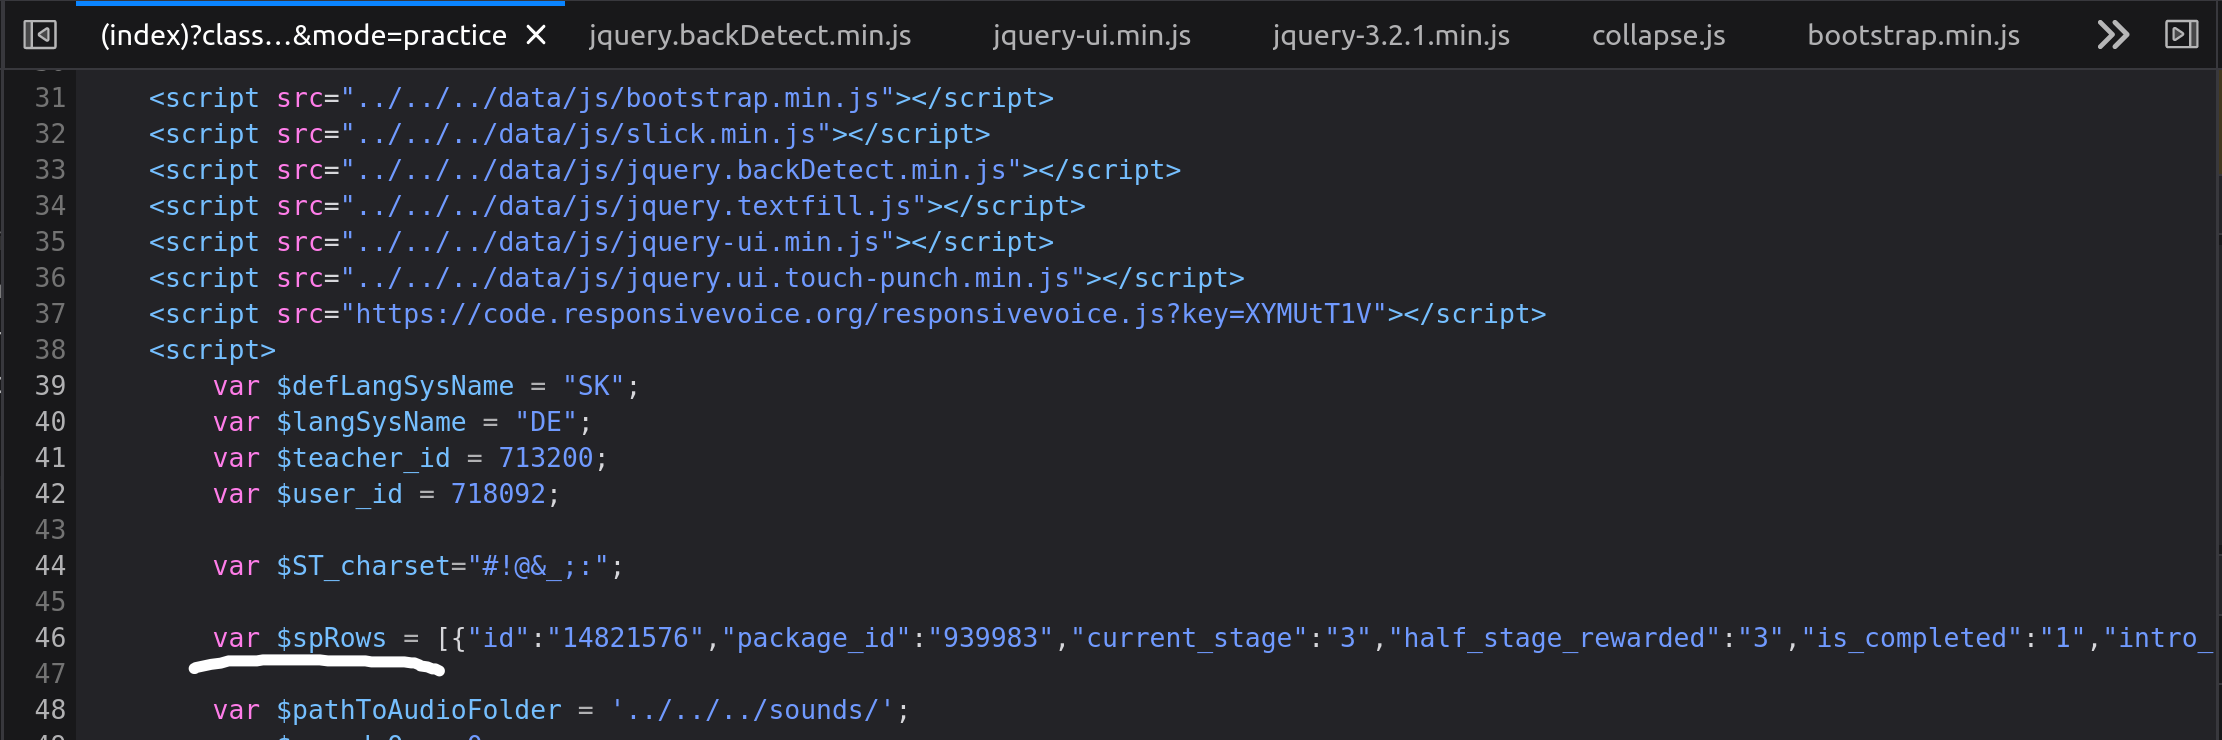 (index)?class…&mode=practice jquery.backDetect.min.js jquery-ui.min.js jquery-3.2.1.min.js collapse.js bootstrap.min.js
31 <script src="../../../data/js/bootstrap.min.js"></script>
32 <script src="../../../data/js/slick.min.js"></script>
33 <script src="../../../data/js/jquery.backDetect.min.js"></script>
34 <script src="../../../data/js/jquery.textfill.js"></script>
35 <script src="../../../data/js/jquery-ui.min.js"></script>
36 <script src="../../../data/js/jquery.ui.touch-punch.min.js"></script>
37 <script src="https://code.responsivevoice.org/responsivevoice.js?key=XYMUtT1V"></script>
38 <script>
39 var $defLangSysName = "SK";
40 var $langSysName = "DE";
41 var $teacher_id = 713200;
42 var $user_id = 718092;
43
44 var $ST_charset="#!@&_;:";
45
46 var $spRows = [{"id":"14821576","package_id":"939983","current_stage":"3","half_stage_rewarded":"3","is_completed":"1","intro_
47
48 var $pathToAudioFolder = '../../../sounds/';